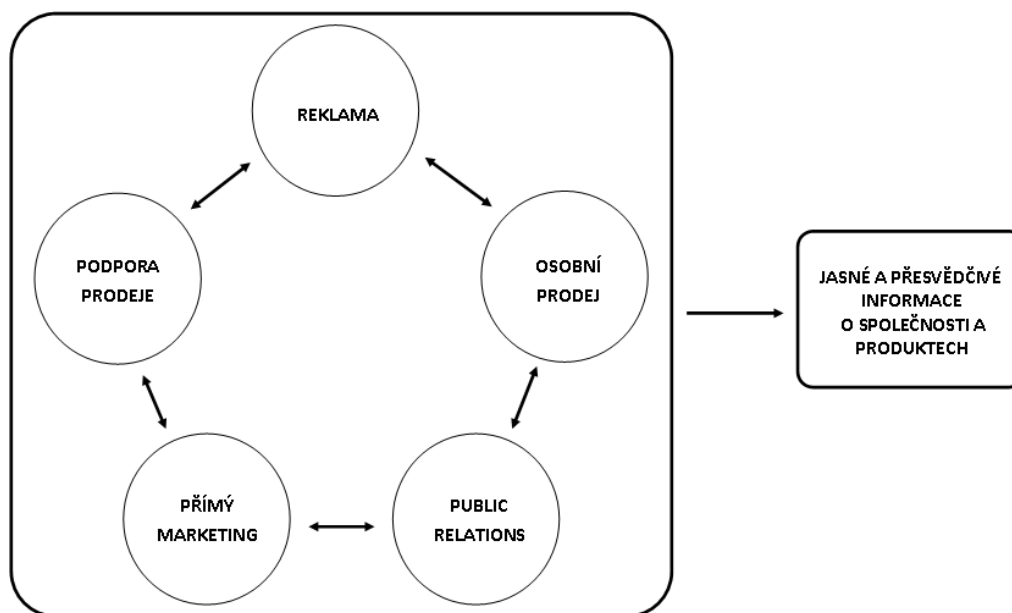 REKLAMA
PODPORA
PRODEJE
OSOBNÍ
PRODEJ
PŘÍMÝ
MARKETING
PUBLIC
RELATIONS
JASNÉ A PŘESVĚDČIVÉ
INFORMACE
O SPOLEČNOSTI A
PRODUKTECH